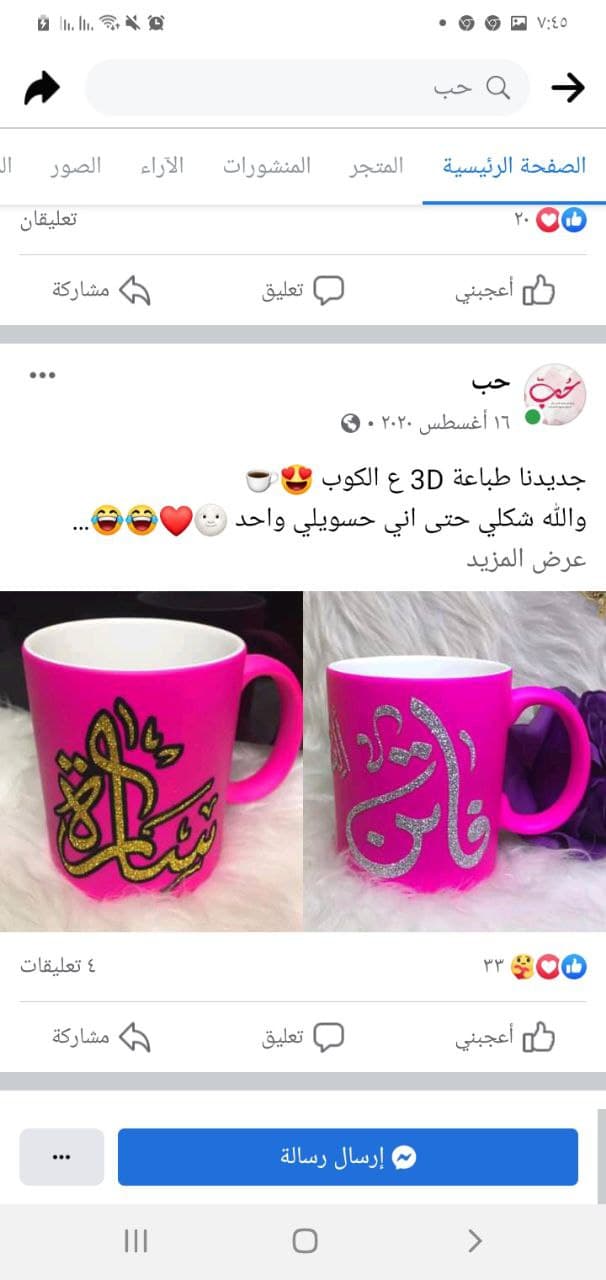 ٧:٤٥
حب
الصفحة الرئيسية
المتجر
المنشورات
الآراء
الصور
٢٠
تعليقان
أعجبني
تعليق
مشاركة
حب
١٦ أغسطس ٢٠٢٠ •
جديدنا طباعة 3D ع الكوب 😍☕
والله شكلي حتى اني حسويلي واحد 🌝❤️😂😂...
عرض المزيد
سارة
فاتن
٣٣
٤ تعليقات
أعجبني
تعليق
مشاركة
إرسال رسالة